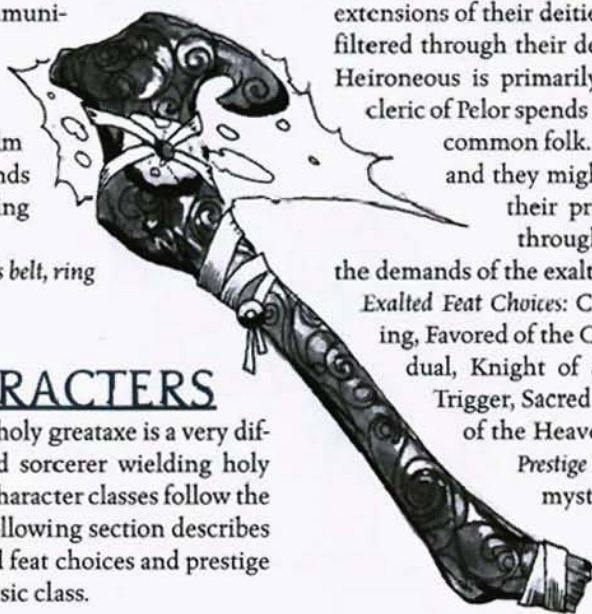 muni-
lm
nds
ing
s belt, ring
RACTERS
holy greataxe is a very dif-
d sorcerer wielding holy
haracter classes follow the
ollowing section describes
l feat choices and prestige
sic class.
extensions of their deitie
filtered through their de
Heironeous is primarily
cleric of Pelor spends
common folk.
and they migh
their pr
throug
the demands of the exalt
Exalted Feat Choices: C
ing, Favored of the C
dual, Knight of
Trigger, Sacred
of the Heave
Prestige
myst